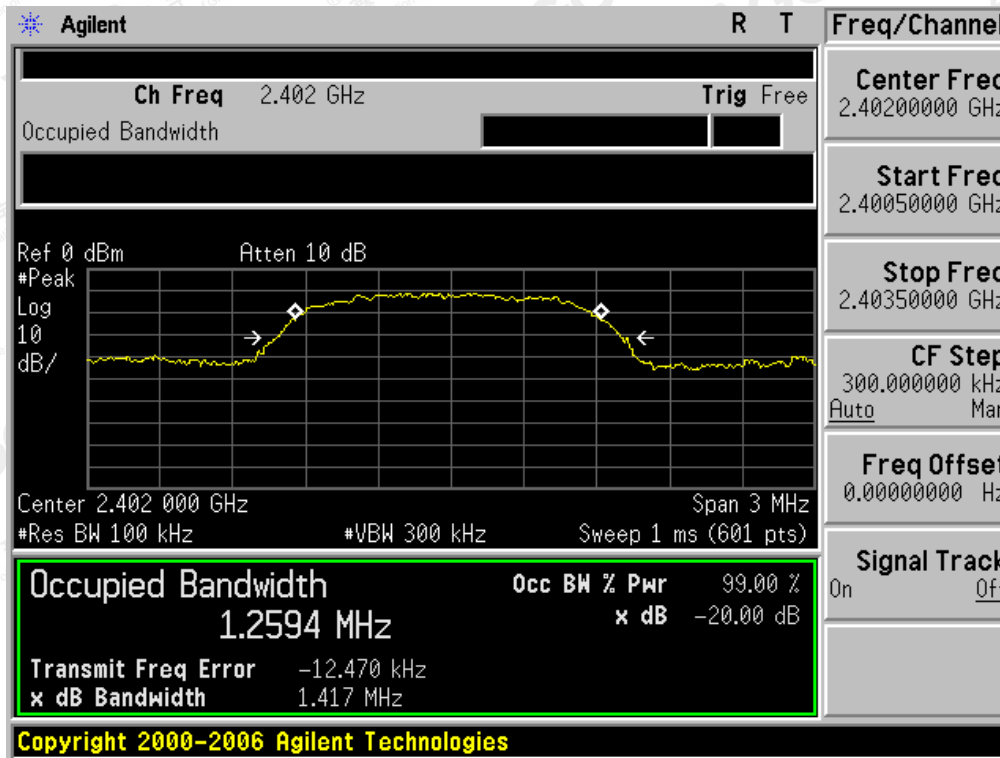 Agilent R T Freq/Channel
Ch Freq 2.402 GHz Trig Free
Occupied Bandwidth
Center Freq
2.40200000 GHz
Start Freq
2.40050000 GHz
Stop Freq
2.40350000 GHz
CF Step
300.000000 kHz
Auto Man
Freq Offset
0.00000000 Hz
Signal Track
On Off
Ref 0 dBm Atten 10 dB
#Peak
Log
10
dB/
Center 2.402 000 GHz Span 3 MHz
#Res BW 100 kHz #VBW 300 kHz Sweep 1 ms (601 pts)
Occupied Bandwidth Occ BW % Pwr 99.00 %
1.2594 MHz x dB -20.00 dB
Transmit Freq Error -12.470 kHz
x dB Bandwidth 1.417 MHz
Copyright 2000-2006 Agilent Technologies